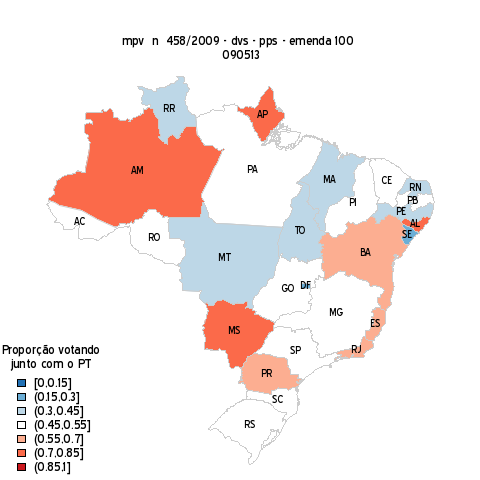 mpv n 458/2009 - dvs - pps - emenda 100
090513
RR
AP
AM
PA
MA
CE
RN
PB
PI
PE
AL
SE
AC
RO
TO
BA
MT
GO
DF
MG
ES
MS
SP
RJ
PR
SC
RS
Proporção votando
junto com o PT
[0,0.15]
(0.15,0.3]
(0.3,0.45]
(0.45,0.55]
(0.55,0.7]
(0.7,0.85]
(0.85,1]